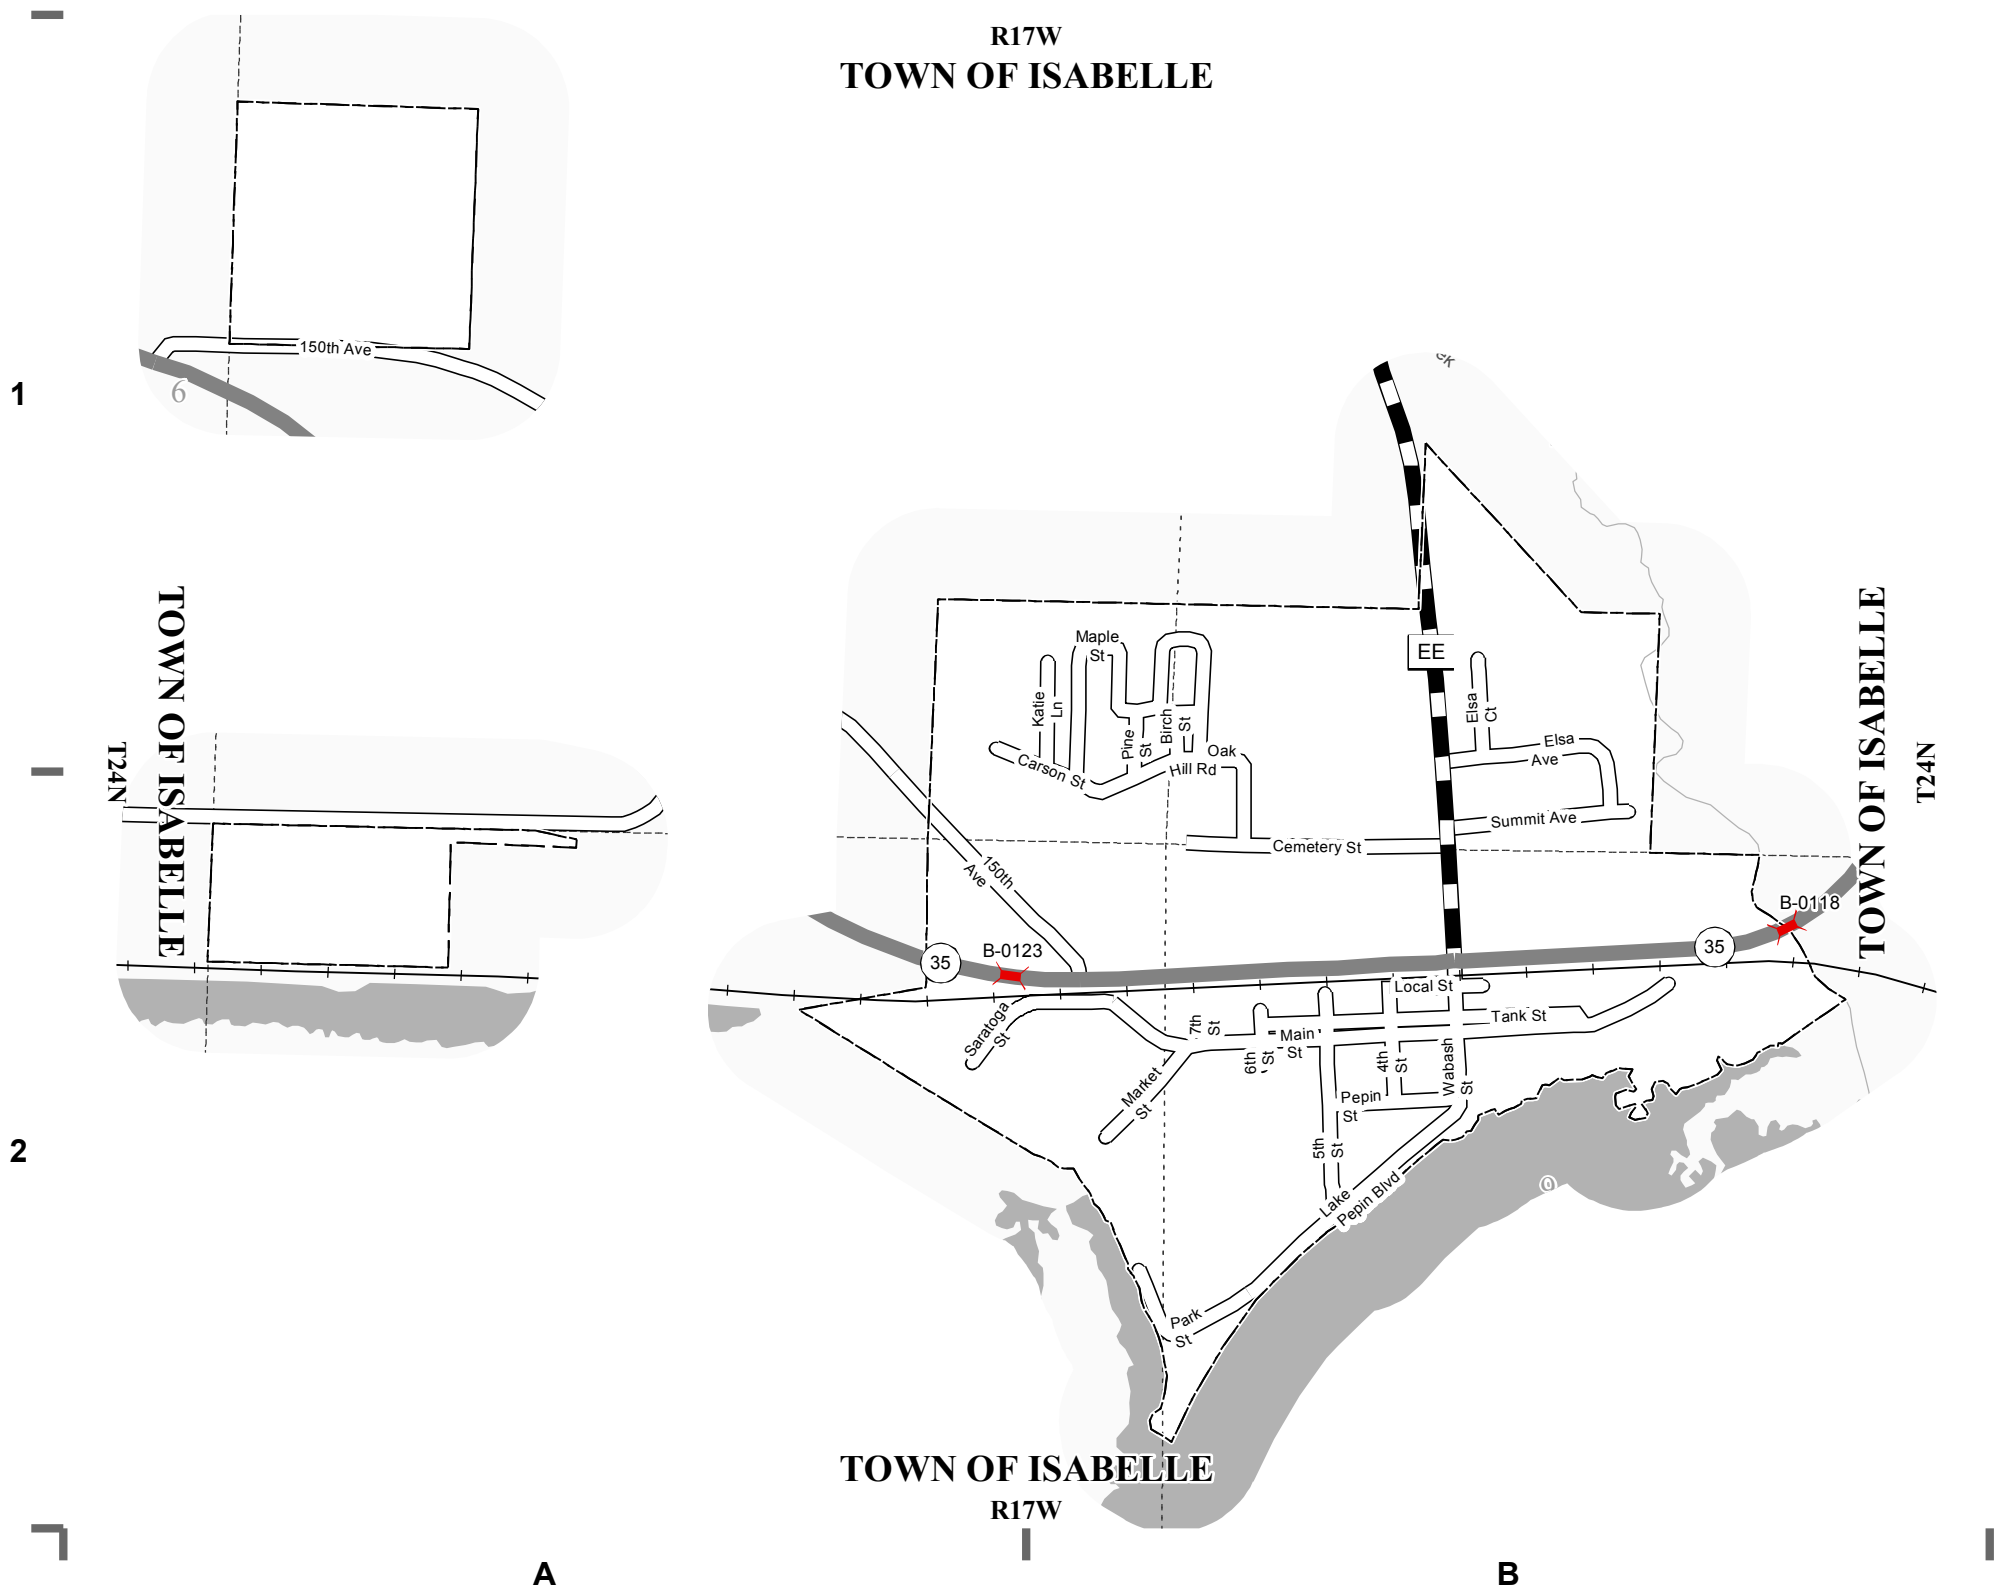 R17W
TOWN OF ISABELLE
150th Ave
6
1
EE
Maple
St
Katie
Ln
Pine
St
Birch
St
Oak
Hill Rd
Carson St
Elsa
Ct
Elsa
Ave
Summit Ave
Cemetery St
TOWN OF ISABELLE
T24N
TOWN OF ISABELLE
T24N
150th
Ave
B-0118
B-0123
35
35
Local St
Tank St
Saratoga
St
7th
St
Main
St
6th
St
4th
St
Wabash
St
Market
St
Pepin
St
5th
St
2
Lake
Pepin Blvd
Park
St
TOWN OF ISABELLE
R17W
A
B